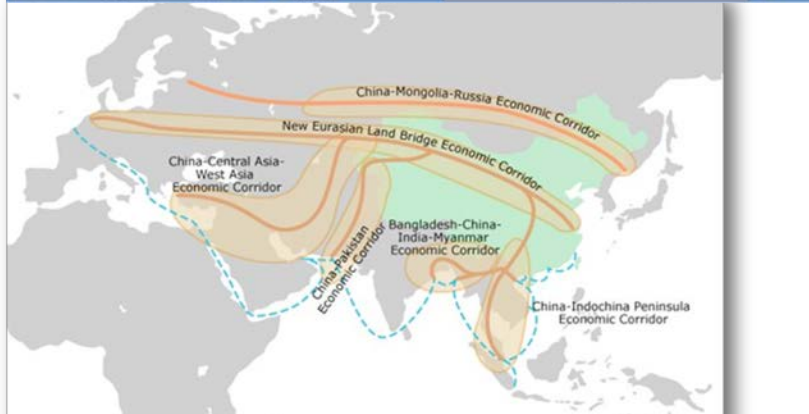 China-Mongolia-Russia Economic Corridor
New Eurasian Land Bridge Economic Corridor
China-Central Asia-
West Asia
Economic Corridor
China-Pakistan
Economic Corridor
Bangladesh-China-
India-Myanmar
Economic Corridor
China-Indochina Peninsula
Economic Corridor